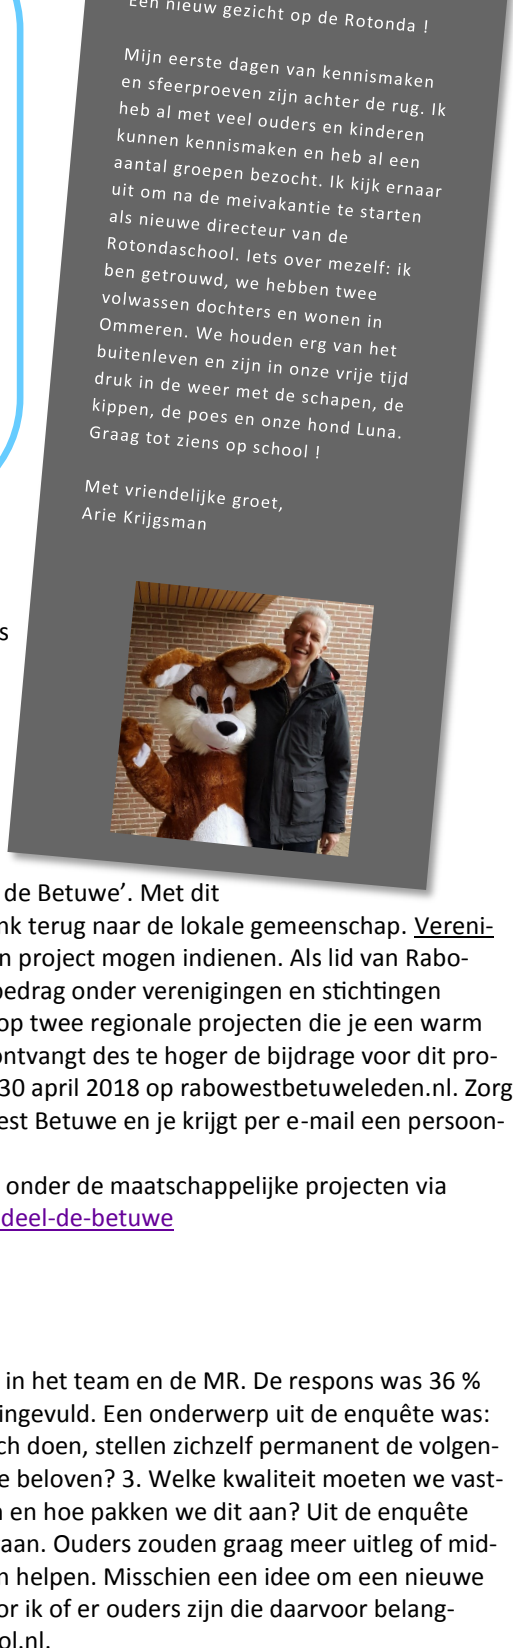 Een nieuw gezicht op de Rotonda !
Mijn eerste dagen van kennismaken
en sfeerproeven zijn achter de rug. Ik
heb al met veel ouders en kinderen
kunnen kennismaken en heb al een
aantal groepen bezocht. Ik kijk ernaar
uit om na de meivakantie te starten
als nieuwe directeur van de
Rotondaschool. Iets over mezelf: ik
ben getrouwd, we hebben twee
volwassen dochters en wonen in
Ommeren. We houden erg van het
buitenleven en zijn in onze vrije tijd
druk in de weer met de schapen, de
kippen, de poes en onze hond Luna.
Graag tot ziens op school !
Met vriendelijke groet,
Arie Krijgsman
s
de Betuwe’. Met dit
nk terug naar de lokale gemeenschap. Vereni-
n project mogen indienen. Als lid van Rabo-
bedrag onder verenigingen en stichtingen
op twee regionale projecten die je een warm
ontvangt des te hoger de bijdrage voor dit pro-
30 april 2018 op rabowestbetuweleden.nl. Zorg
est Betuwe en je krijgt per e-mail een persoon-
onder de maatschappelijke projecten via
deel-de-betuwe
in het team en de MR. De respons was 36 %
ingevuld. Een onderwerp uit de enquête was:
ch doen, stellen zichzelf permanent de volgen-
e beloven? 3. Welke kwaliteit moeten we vast-
n en hoe pakken we dit aan? Uit de enquête
aan. Ouders zouden graag meer uitleg of mid-
n helpen. Misschien een idee om een nieuwe
or ik of er ouders zijn die daarvoor belang-
ol.nl.